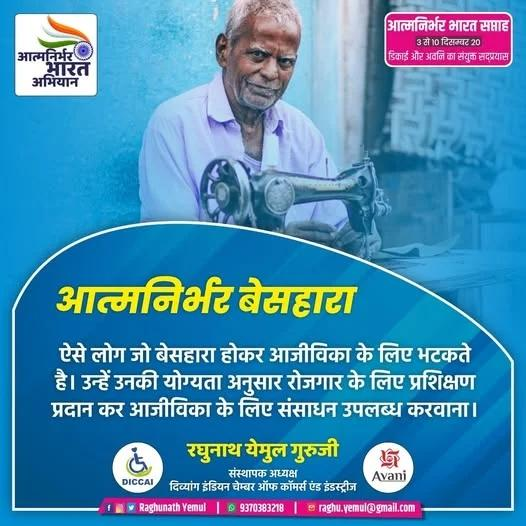 आत्मनिर्भर
भारत
अभियान
आत्मनिर्भर भारत सप्ताह
3 से 10 दिसम्बर 20
डिकाई और अवनि का संयुक्त सद्प्रयास
आत्मनिर्भर बेसहारा
ऐसे लोग जो बेसहारा होकर आजीविका के लिए भटकते
है। उन्हें उनकी योग्यता अनुसार रोजगार के लिए प्रशिक्षण
प्रदान कर आजीविका के लिए संसाधन उपलब्ध करवाना।
रघुनाथ येमुल गुरुजी
संस्थापक अध्यक्ष
दिव्यांग इंडियन चेम्बर ऑफ कॉमर्स एंड इंडस्ट्रीज
DICCAI
Avani
Raghunath Yemul | 9370383218 | raghu.yemul@gmail.com